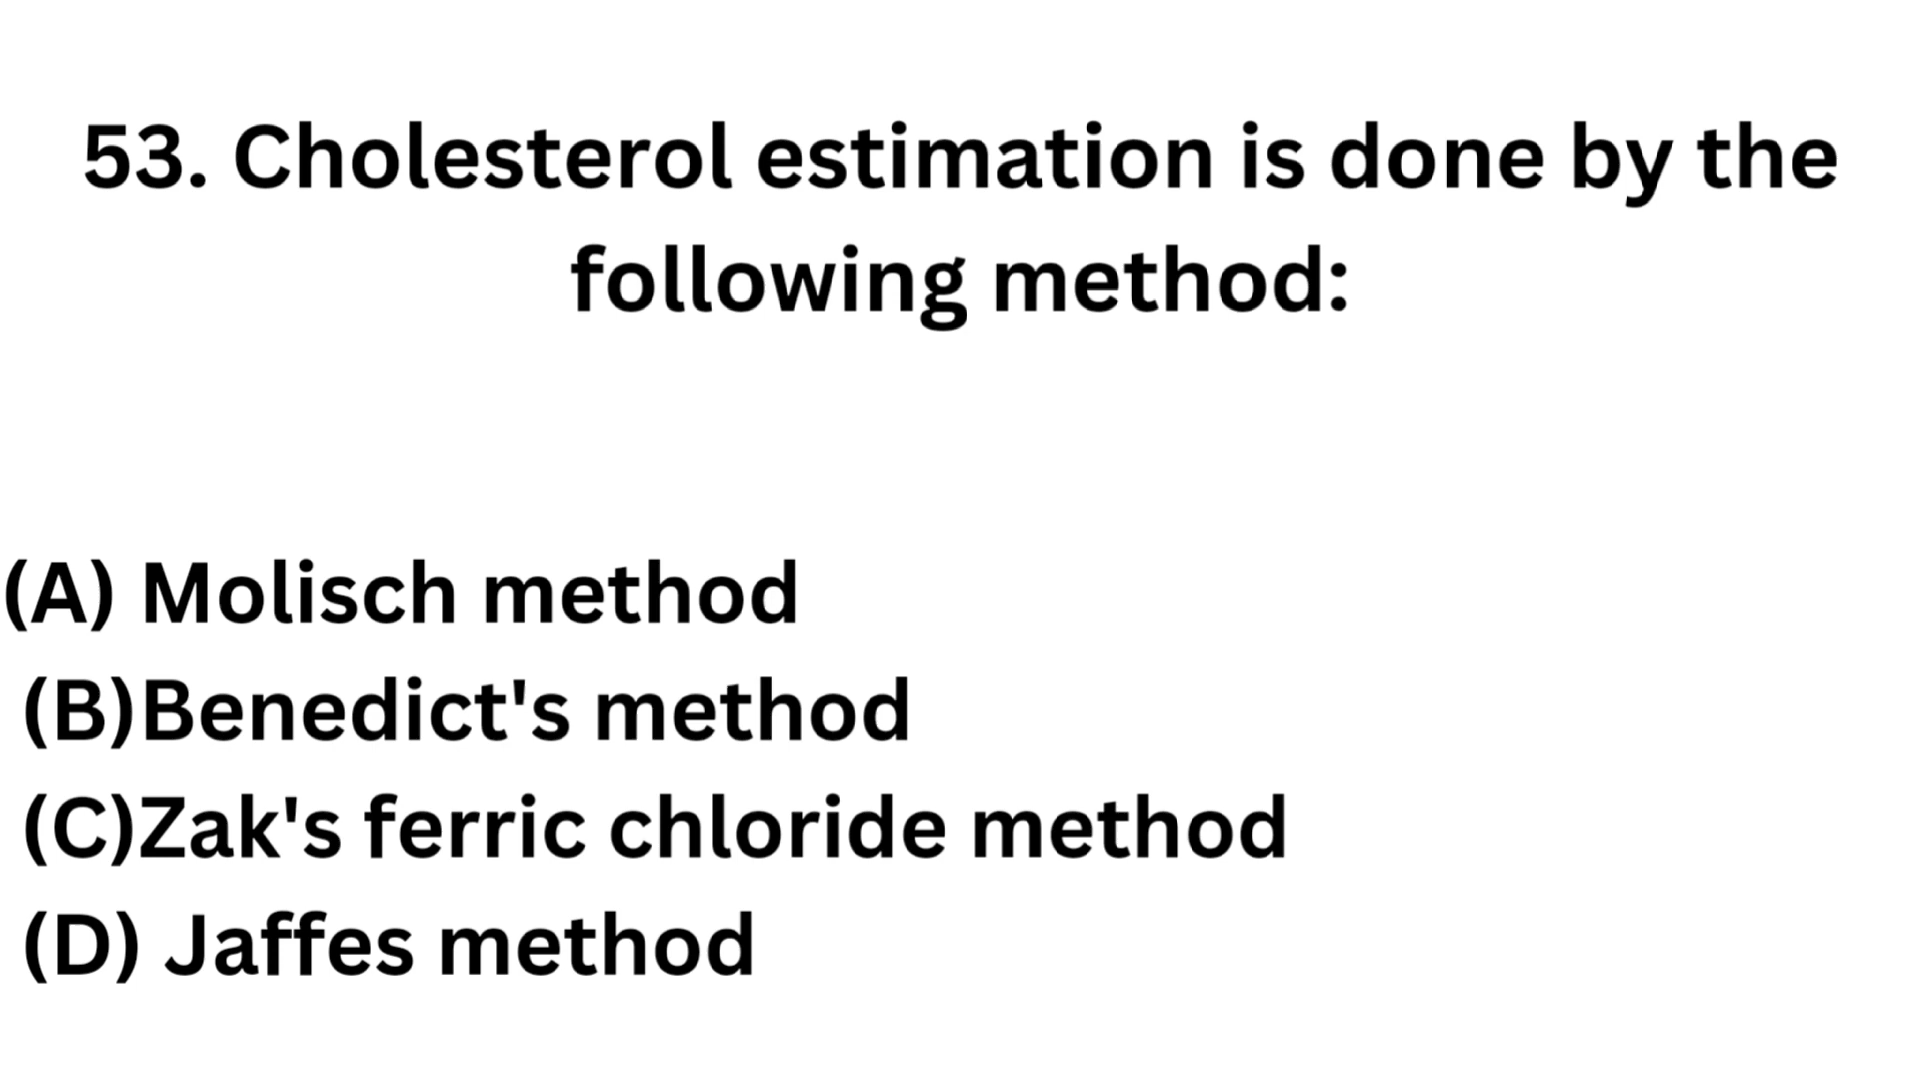 53. Cholesterol estimation is done by the
following method:
(A) Molisch method
(B)Benedict's method
(C)Zak's ferric chloride method
(D) Jaffes method